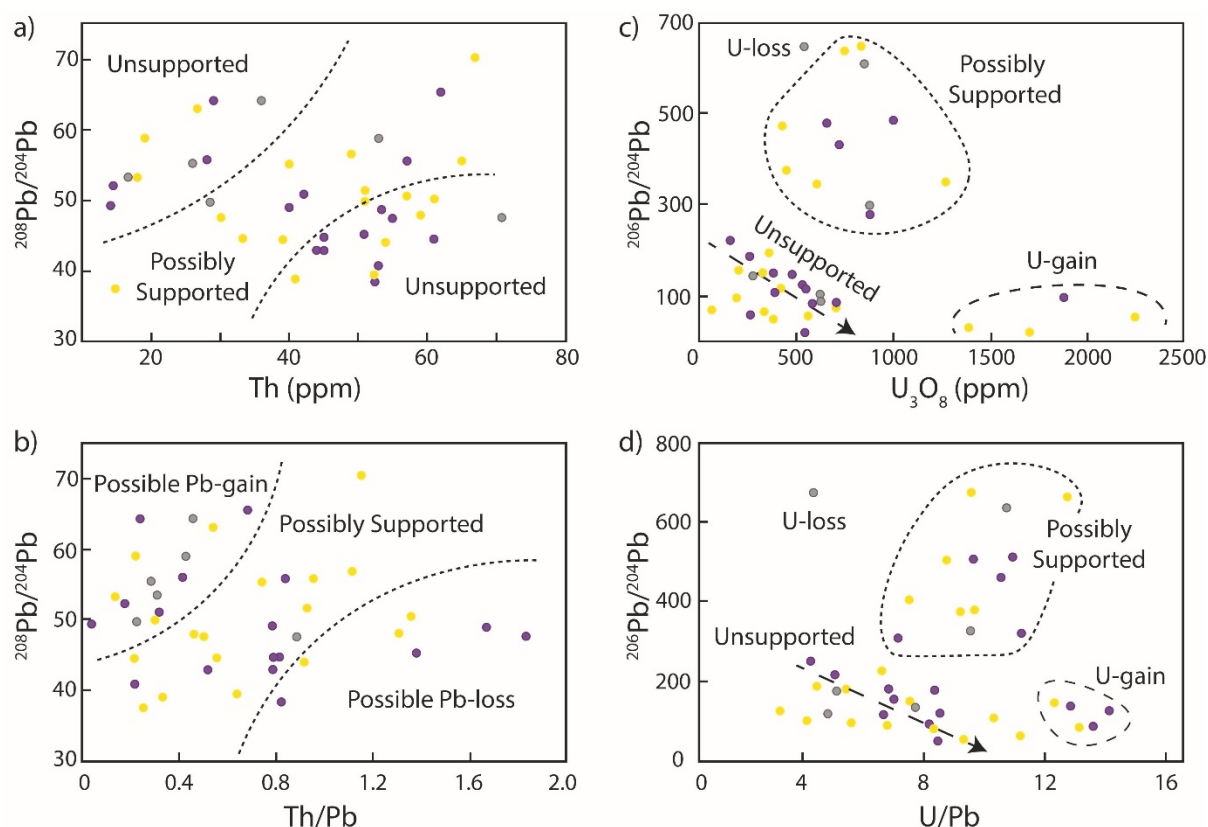 a)
²⁰⁸Pb/²⁰⁴Pb
70
60
50
40
30
Unsupported
Possibly
Supported
Unsupported
20
40
60
80
Th (ppm)
b)
²⁰⁸Pb/²⁰⁴Pb
70
60
50
40
30
Possible Pb-gain
Possibly Supported
Possible Pb-loss
0
0.4
0.8
1.2
1.6
2.0
Th/Pb
c)
²⁰⁶Pb/²⁰⁴Pb
700
500
300
100
U-loss
Possibly
Supported
Unsupported
U-gain
0
500
1000
1500
2000
2500
U₃O₈ (ppm)
d)
²⁰⁶Pb/²⁰⁴Pb
800
600
400
200
0
U-loss
Possibly
Supported
Unsupported
U-gain
0
4
8
12
16
U/Pb